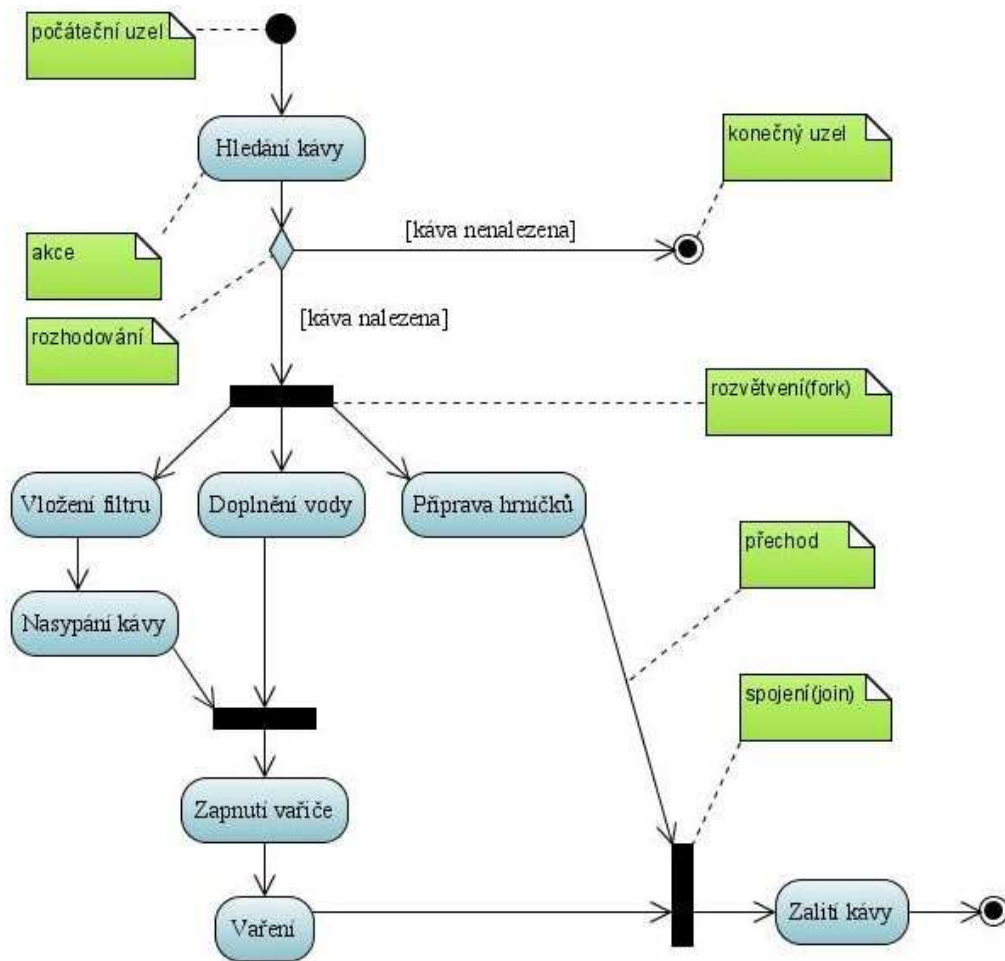 počáteční uzel
Hledání kávy
konečný uzel
[káva nenalezena]
akce
rozhodování
[káva nalezena]
rozvětvení(fork)
Vložení filtru
Doplnění vody
Příprava hrníčků
přechod
Nasypání kávy
spojení(join)
Zapnutí vařiče
Zalití kávy
Vaření